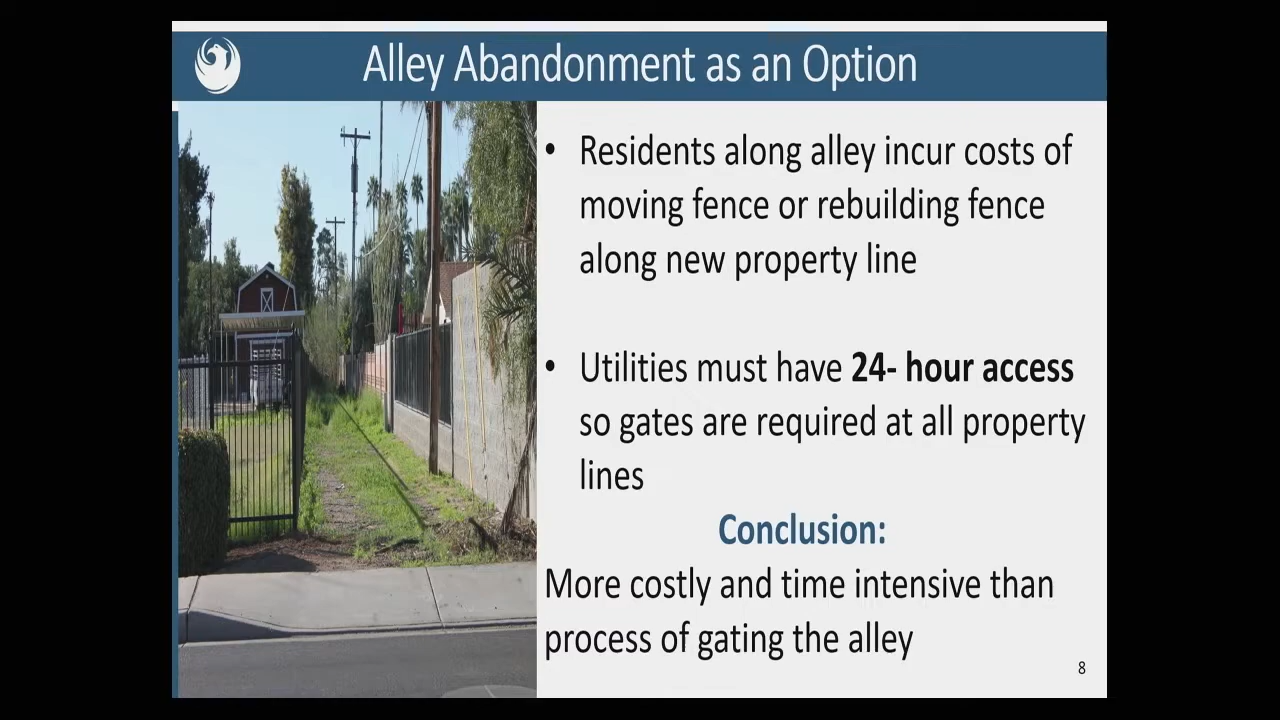 Alley Abandonment as an Option
• Residents along alley incur costs of
moving fence or rebuilding fence
along new property line
• Utilities must have 24- hour access
so gates are required at all property
lines
Conclusion:
More costly and time intensive than
process of gating the alley
8